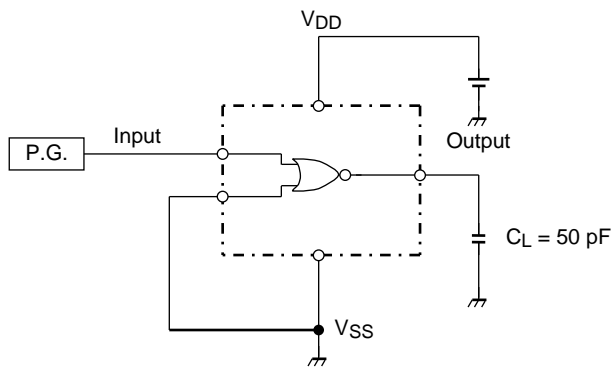 VDD
Input
Output
P.G.
CL = 50 pF
VSS